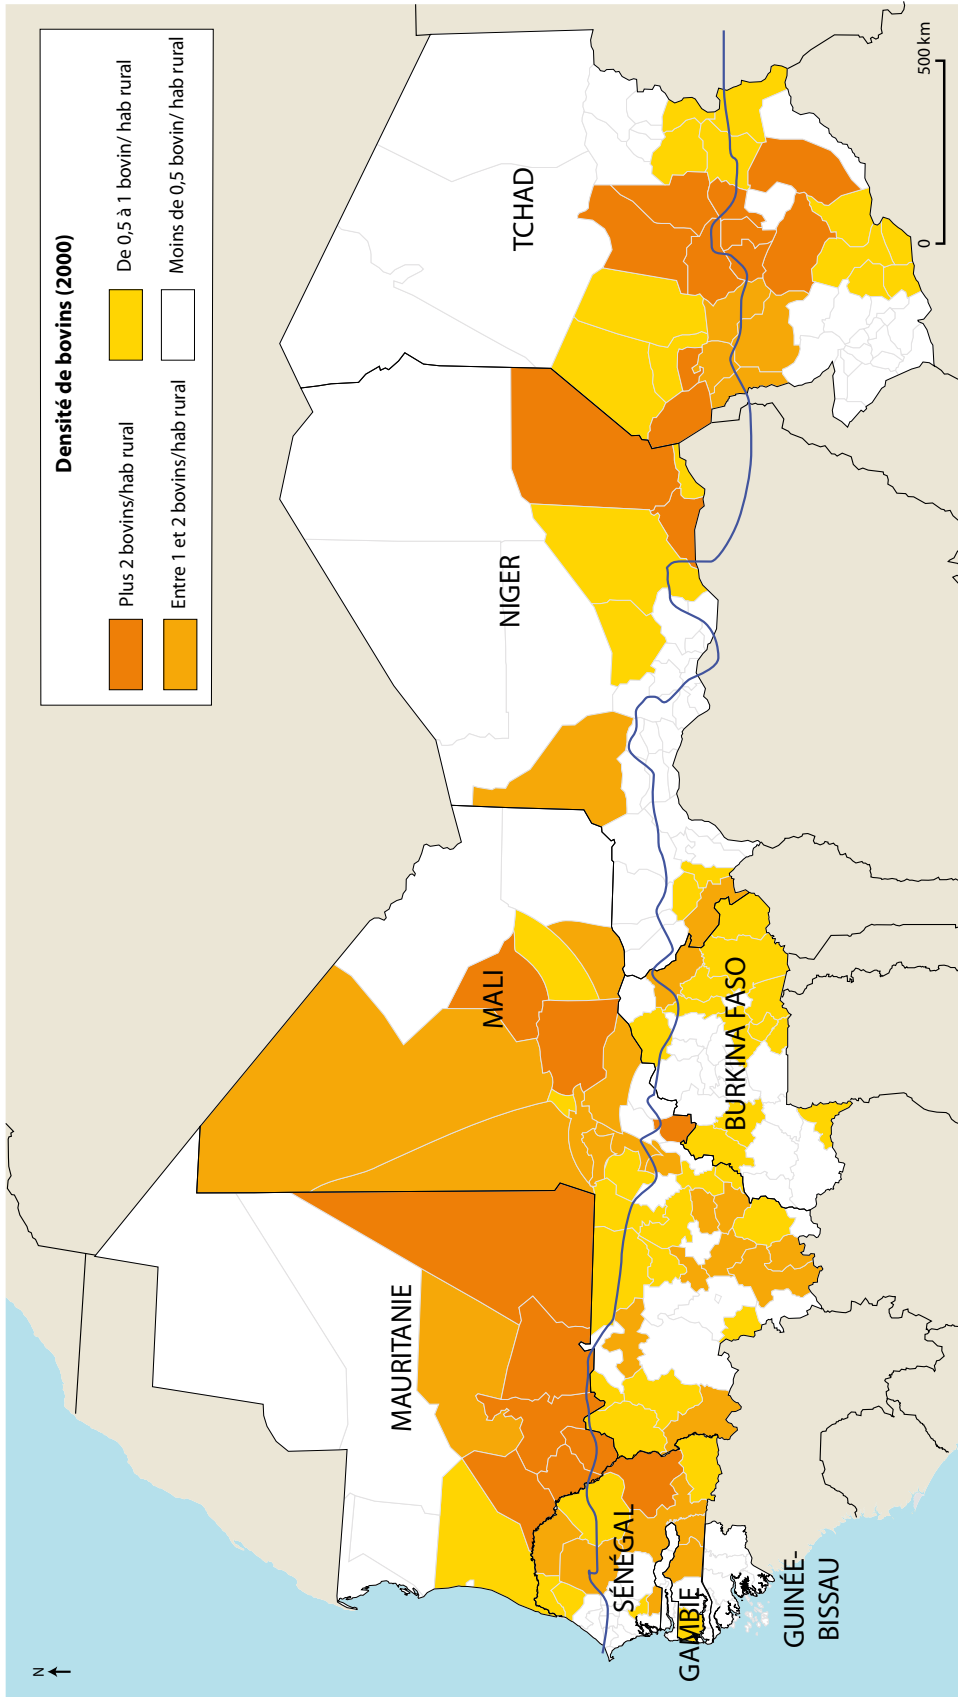 Densité de bovins (2000)
Plus 2 bovins/hab rural
De 0,5 à 1 bovin/ hab rural
Entre 1 et 2 bovins/hab rural
Moins de 0,5 bovin/ hab rural
N
MAURITANIE
MALI
NIGER
TCHAD
SÉNÉGAL
GAMBIE
GUINÉE-
BISSAU
BURKINA FASO
0
500 km